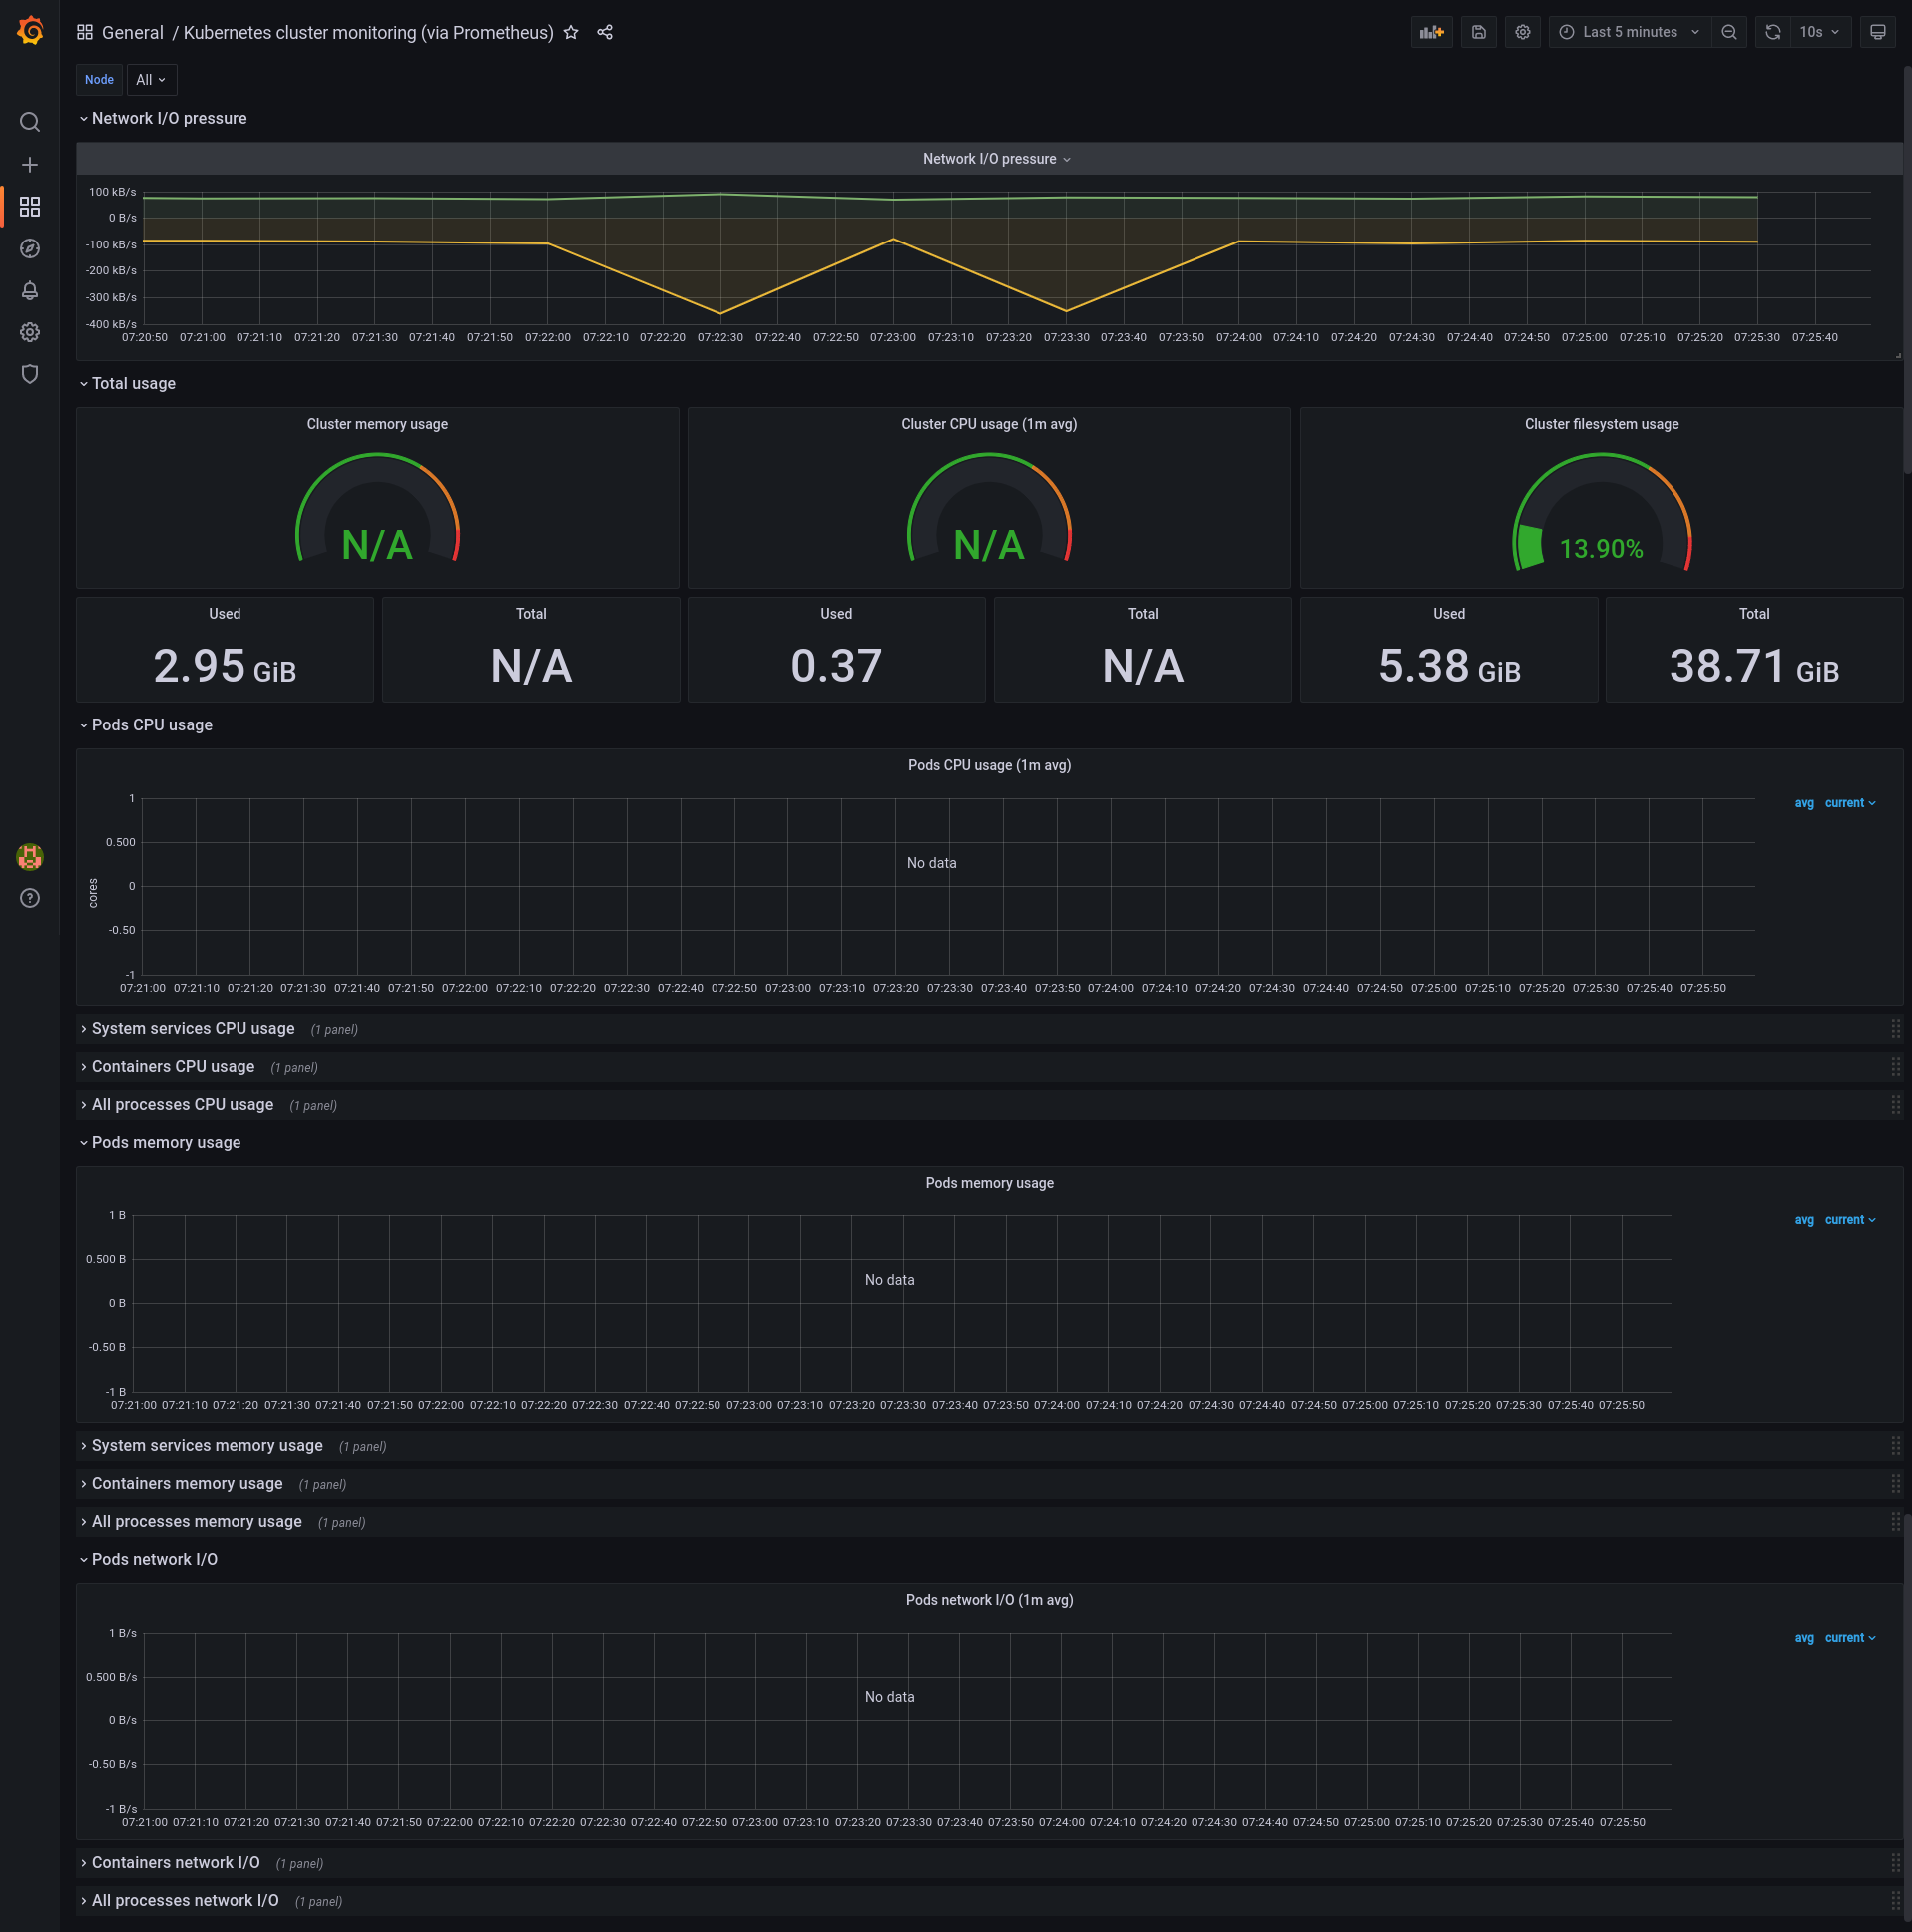 General / Kubernetes cluster monitoring (via Prometheus)
Last 5 minutes
10s
Node All
Network I/O pressure
Network I/O pressure
100 kB/s
0 B/s
-100 kB/s
-200 kB/s
-300 kB/s
-400 kB/s
07:20:50 07:21:00 07:21:10 07:21:20 07:21:30 07:21:40 07:21:50 07:22:00 07:22:10 07:22:20 07:22:30 07:22:40 07:22:50 07:23:00 07:23:10 07:23:20 07:23:30 07:23:40 07:23:50 07:24:00 07:24:10 07:24:20 07:24:30 07:24:40 07:24:50 07:25:00 07:25:10 07:25:20 07:25:30 07:25:40
Total usage
Cluster memory usage
N/A
Cluster CPU usage (1m avg)
N/A
Cluster filesystem usage
13.90%
Used
2.95 GiB
Total
N/A
Used
0.37
Total
N/A
Used
5.38 GiB
Total
38.71 GiB
Pods CPU usage
Pods CPU usage (1m avg)
avg current
cores
1
0.500
0
-0.50
-1
No data
07:21:00 07:21:10 07:21:20 07:21:30 07:21:40 07:21:50 07:22:00 07:22:10 07:22:20 07:22:30 07:22:40 07:22:50 07:23:00 07:23:10 07:23:20 07:23:30 07:23:40 07:23:50 07:24:00 07:24:10 07:24:20 07:24:30 07:24:40 07:24:50 07:25:00 07:25:10 07:25:20 07:25:30 07:25:40 07:25:50
System services CPU usage (1 panel)
Containers CPU usage (1 panel)
All processes CPU usage (1 panel)
Pods memory usage
Pods memory usage
avg current
1 B
0.500 B
0 B
-0.50 B
-1 B
No data
07:21:00 07:21:10 07:21:20 07:21:30 07:21:40 07:21:50 07:22:00 07:22:10 07:22:20 07:22:30 07:22:40 07:22:50 07:23:00 07:23:10 07:23:20 07:23:30 07:23:40 07:23:50 07:24:00 07:24:10 07:24:20 07:24:30 07:24:40 07:24:50 07:25:00 07:25:10 07:25:20 07:25:30 07:25:40 07:25:50
System services memory usage (1 panel)
Containers memory usage (1 panel)
All processes memory usage (1 panel)
Pods network I/O
Pods network I/O (1m avg)
avg current
1 B/s
0.500 B/s
0 B/s
-0.50 B/s
-1 B/s
No data
07:21:00 07:21:10 07:21:20 07:21:30 07:21:40 07:21:50 07:22:00 07:22:10 07:22:20 07:22:30 07:22:40 07:22:50 07:23:00 07:23:10 07:23:20 07:23:30 07:23:40 07:23:50 07:24:00 07:24:10 07:24:20 07:24:30 07:24:40 07:24:50 07:25:00 07:25:10 07:25:20 07:25:30 07:25:40 07:25:50
Containers network I/O (1 panel)
All processes network I/O (1 panel)